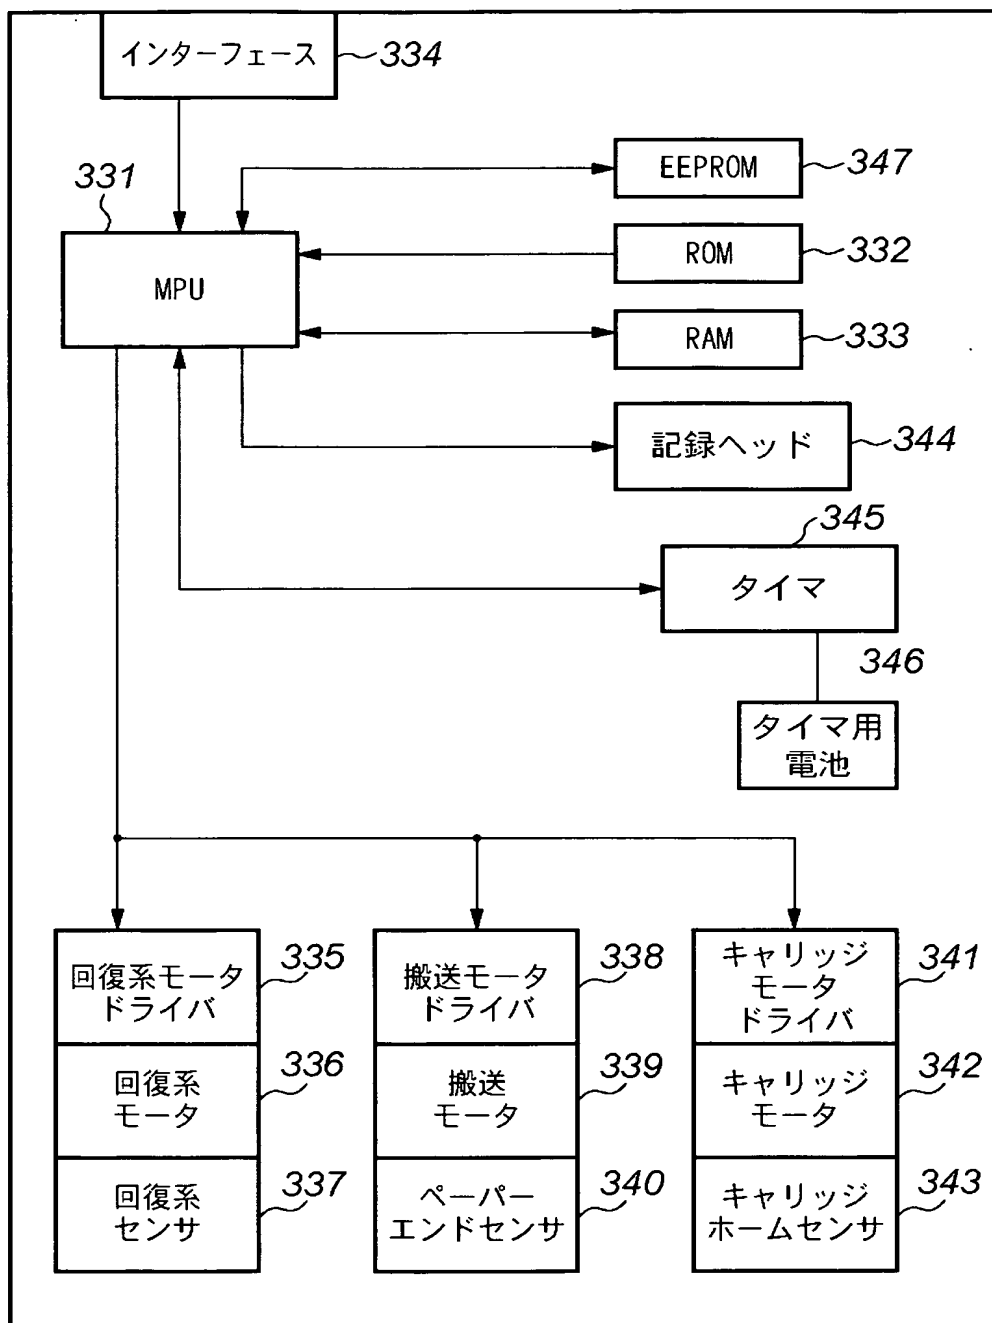 インターフェース 334
331
MPU
EEPROM 347
ROM 332
RAM 333
記録ヘッド 344
345
タイマ
346
タイマ用
電池
回復系モータ
ドライバ
335
回復系
モータ
336
回復系
センサ
337
搬送モータ
ドライバ
338
搬送
モータ
339
ペーパー
エンドセンサ
340
キャリッジ
モータ
ドライバ
341
キャリッジ
モータ
342
キャリッジ
ホームセンサ
343